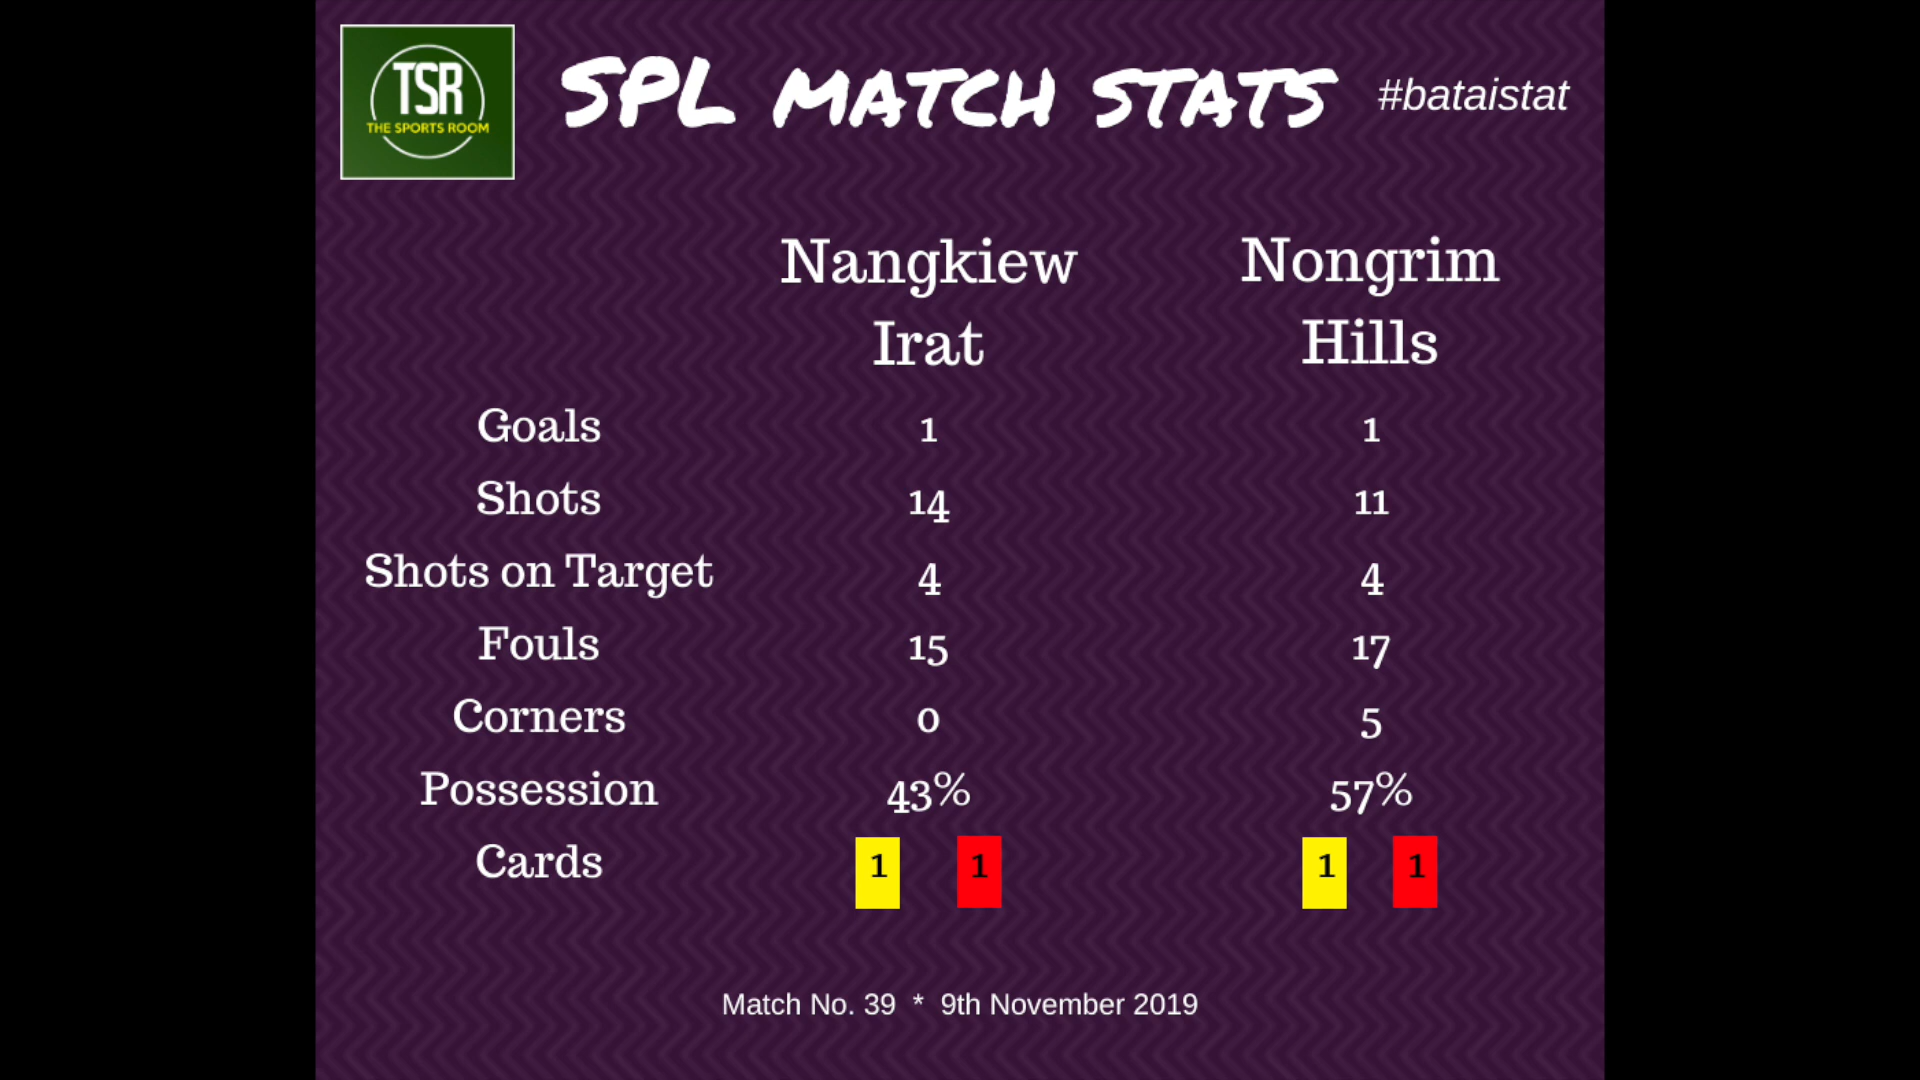 TSR
THE SPORTS ROOM
SPL MATCH STATS #bataistat
Nangkiew Nongrim
Irat Hills
Goals 1 1
Shots 14 11
Shots on Target 4 4
Fouls 15 17
Corners 0 5
Possession 43% 57%
Cards 1 1 1 1
Match No. 39 * 9th November 2019